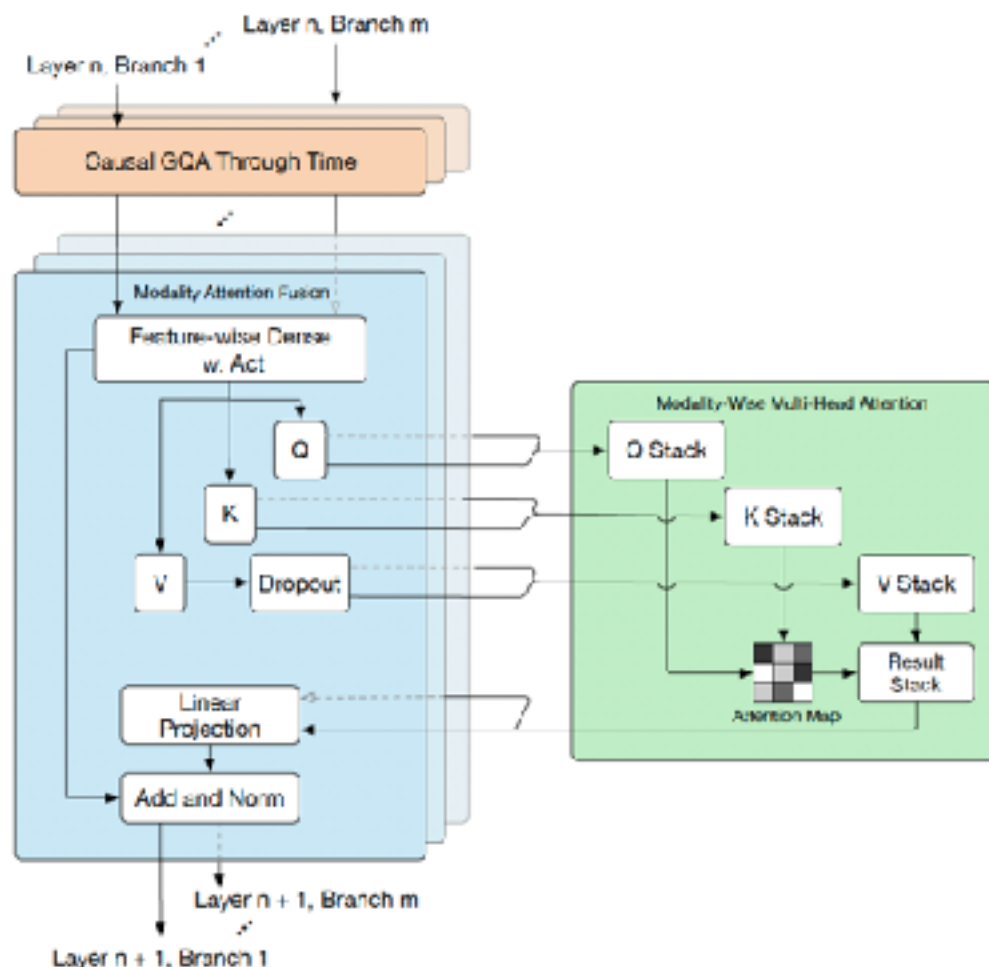 Layer n, Branch m
Layer n, Branch 1
Causal GQA Through Time
Modality Attention Fusion
Feature-wise Dense
w. Act
Modality-Wise Multi-Head Attention
Q
Q Stack
K
K Stack
V
Dropout
V Stack
Result
Stack
Linear
Projection
Attention Map
Add and Norm
Layer n + 1, Branch m
Layer n + 1, Branch 1